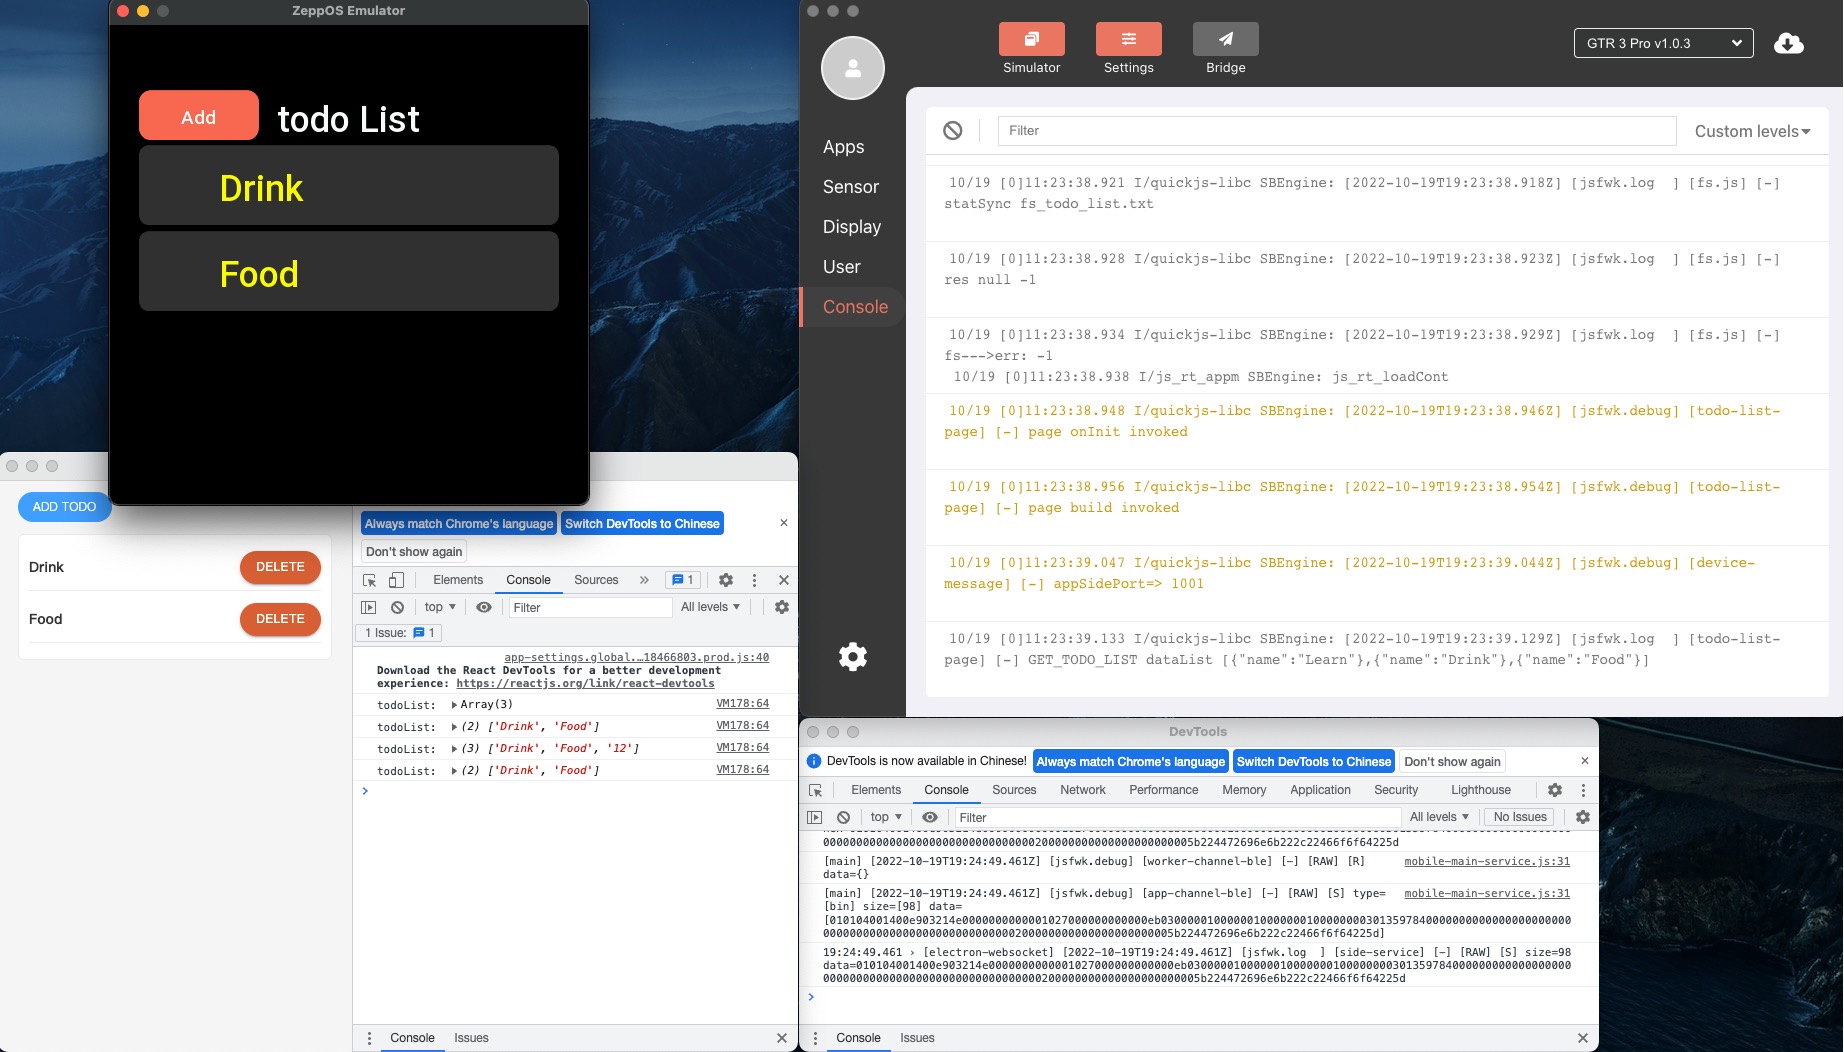 ZeppOS Emulator
Add
todo List
Drink
Food
ADD TODO
Drink
DELETE
Food
DELETE
Always match Chrome's language
Switch DevTools to Chinese
×
Don't show again
Elements
Console
Sources
»
1
top
Filter
All levels
1 Issue:
1
app-settings.global.…18466803.prod.js:40
Download the React DevTools for a better development
experience: https://reactjs.org/link/react-devtools
todoList: Array(3) VM178:64
todoList: (2) ['Drink', 'Food'] VM178:64
todoList: (3) ['Drink', 'Food', '12'] VM178:64
todoList: (2) ['Drink', 'Food'] VM178:64
Console
Issues
Simulator
Settings
Bridge
GTR 3 Pro v1.0.3
Apps
Sensor
Display
User
Console
Filter
Custom levels
10/19 [0]11:23:38.921 I/quickjs-libc SBEngine: [2022-10-19T19:23:38.918Z] [jsfwk.log  ] [fs.js] [-]
statSync fs_todo_list.txt
10/19 [0]11:23:38.928 I/quickjs-libc SBEngine: [2022-10-19T19:23:38.923Z] [jsfwk.log  ] [fs.js] [-]
res null -1
10/19 [0]11:23:38.934 I/quickjs-libc SBEngine: [2022-10-19T19:23:38.929Z] [jsfwk.log  ] [fs.js] [-]
fs--->err: -1
10/19 [0]11:23:38.938 I/js_rt_appm SBEngine: js_rt_loadCont
10/19 [0]11:23:38.948 I/quickjs-libc SBEngine: [2022-10-19T19:23:38.946Z] [jsfwk.debug] [todo-list-
page] [-] page onInit invoked
10/19 [0]11:23:38.956 I/quickjs-libc SBEngine: [2022-10-19T19:23:38.954Z] [jsfwk.debug] [todo-list-
page] [-] page build invoked
10/19 [0]11:23:39.047 I/quickjs-libc SBEngine: [2022-10-19T19:23:39.044Z] [jsfwk.debug] [device-
message] [-] appSidePort=> 1001
10/19 [0]11:23:39.133 I/quickjs-libc SBEngine: [2022-10-19T19:23:39.129Z] [jsfwk.log  ] [todo-list-
page] [-] GET_TODO_LIST dataList [{"name":"Learn"},{"name":"Drink"},{"name":"Food"}]
DevTools
DevTools is now available in Chinese!
Always match Chrome's language
Switch DevTools to Chinese
Don't show again
×
Elements
Console
Sources
Network
Performance
Memory
Application
Security
Lighthouse
top
Filter
All levels
No Issues
[main] [2022-10-19T19:24:49.461Z] [jsfwk.debug] [worker-channel-ble] [-] [RAW] [R] mobile-main-service.js:31
data={}
[main] [2022-10-19T19:24:49.461Z] [jsfwk.debug] [app-channel-ble] [-] [RAW] [S] type= mobile-main-service.js:31
[bin] size=[98] data=
19:24:49.461 › [electron-websocket] [2022-10-19T19:24:49.461Z] [jsfwk.log  ] [side-service] [-] [RAW] [S] size=98
Console
Issues